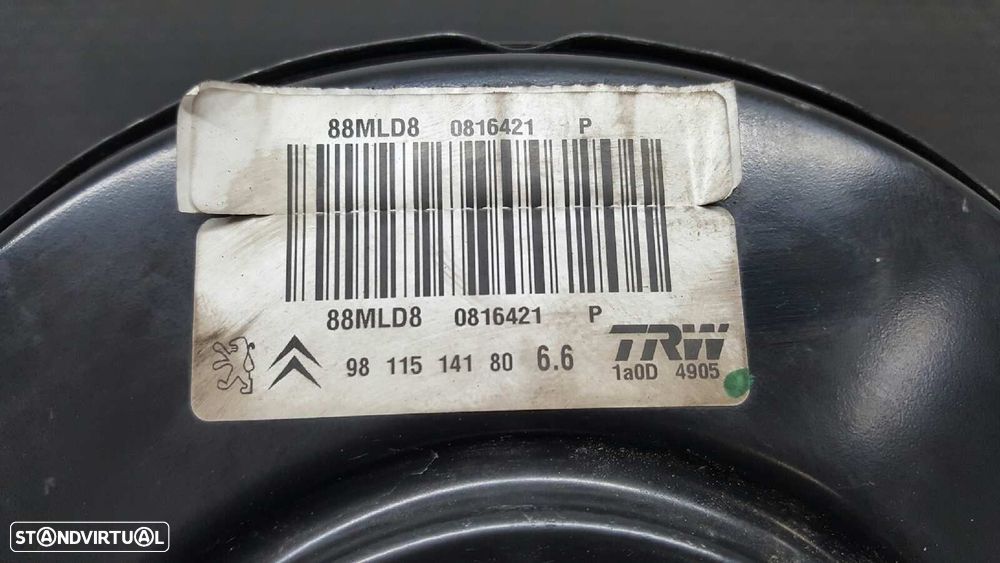 88MLD8 0816421 P
88MLD8 0816421 P
98 115 141 80 6.6
TRW
1a0D 4905
STANDVIRTUAL